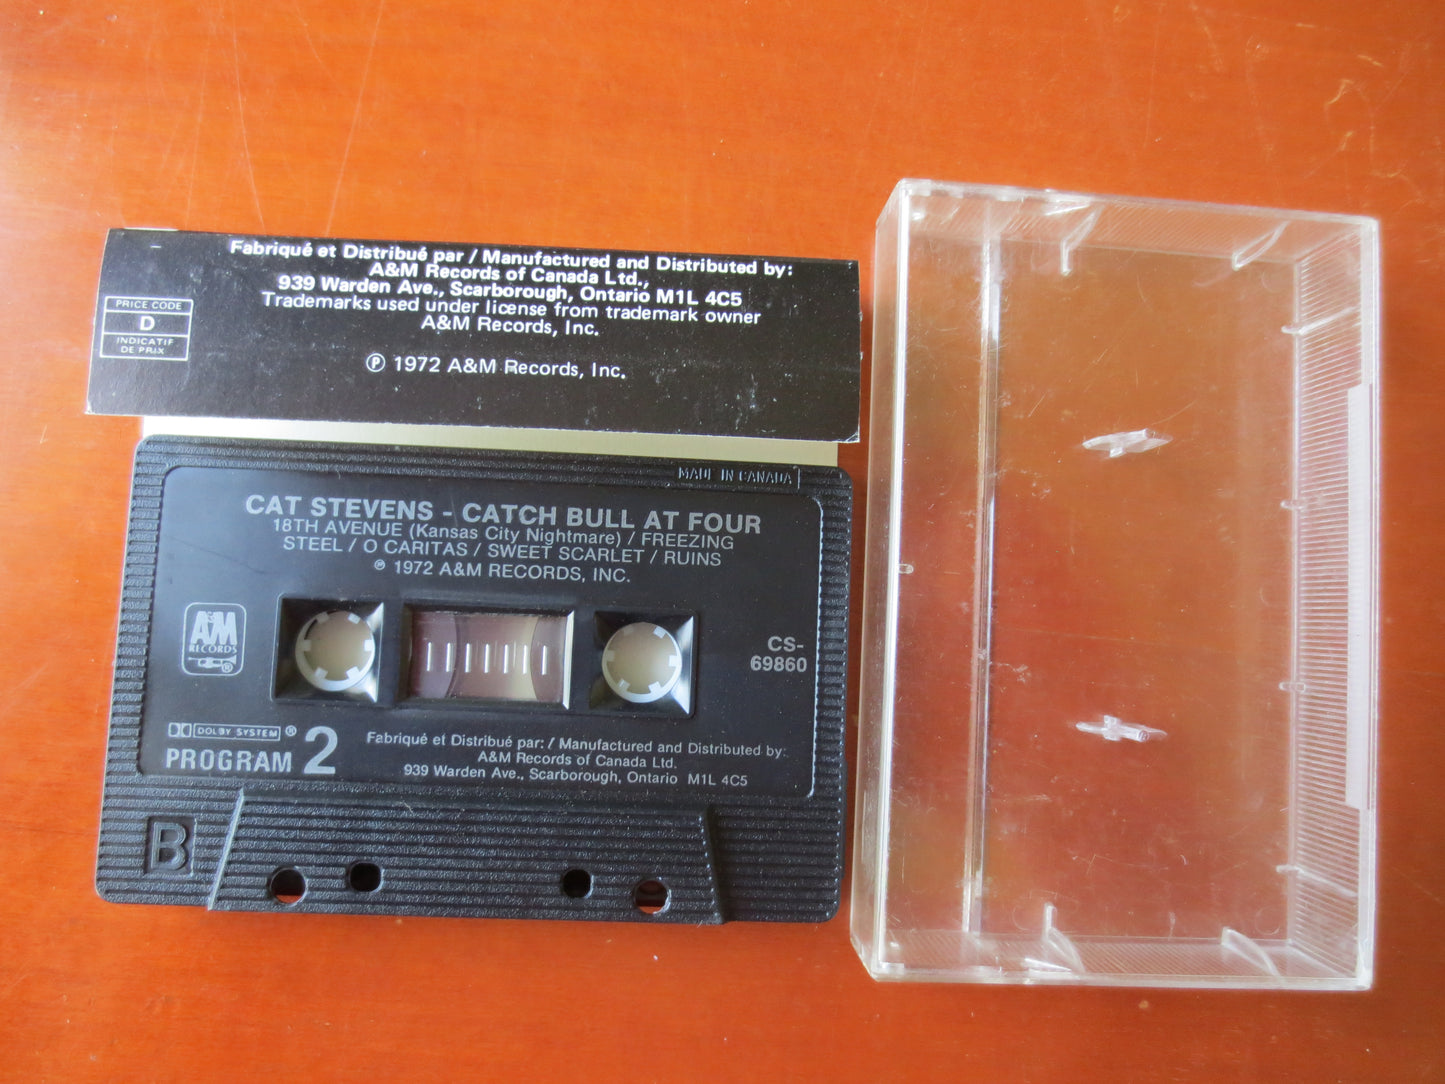 Fabriqué et Distribué par / Manufactured and Distributed by:
A&M Records of Canada Ltd.,
939 Warden Ave., Scarborough, Ontario M1L 4C5
Trademarks used under license from trademark owner
A&M Records, Inc.
℗ 1972 A&M Records, Inc.
PRICE CODE
D
INDICATIF
DE PRIX
MADE IN CANADA
CAT STEVENS - CATCH BULL AT FOUR
18TH AVENUE (Kansas City Nightmare) / FREEZING
STEEL / O CARITAS / SWEET SCARLET / RUINS
℗ 1972 A&M RECORDS, INC.
A&M
RECORDS
®
CS-
69860
DOLBY SYSTEM ®
PROGRAM 2
Fabriqué et Distribué par: / Manufactured and Distributed by:
A&M Records of Canada Ltd.
939 Warden Ave., Scarborough, Ontario M1L 4C5
B